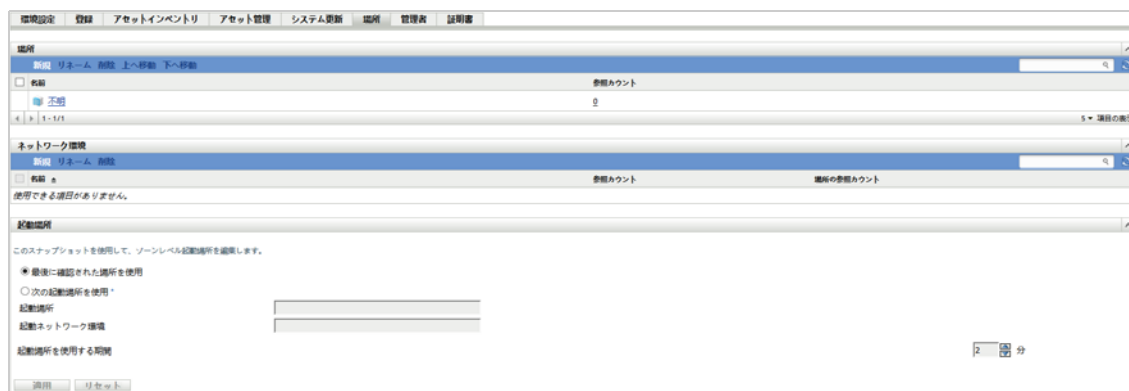 環境設定 登録 アセットインベントリ アセット管理 システム更新 場所 管理者 証明書
場所
新規 リネーム 削除 上へ移動 下へ移動
名前 参照カウント
不明 0
1 - 1/1 5 項目の表示
ネットワーク環境
新規 リネーム 削除
名前 参照カウント 場所の参照カウント
使用できる項目がありません。
起動場所
このスナップショットを使用して、ゾーンレベル起動場所を編集します。
最後に確認された場所を使用
次の起動場所を使用 *
起動場所
起動ネットワーク環境
起動場所を使用する期間 2 分
適用 リセット